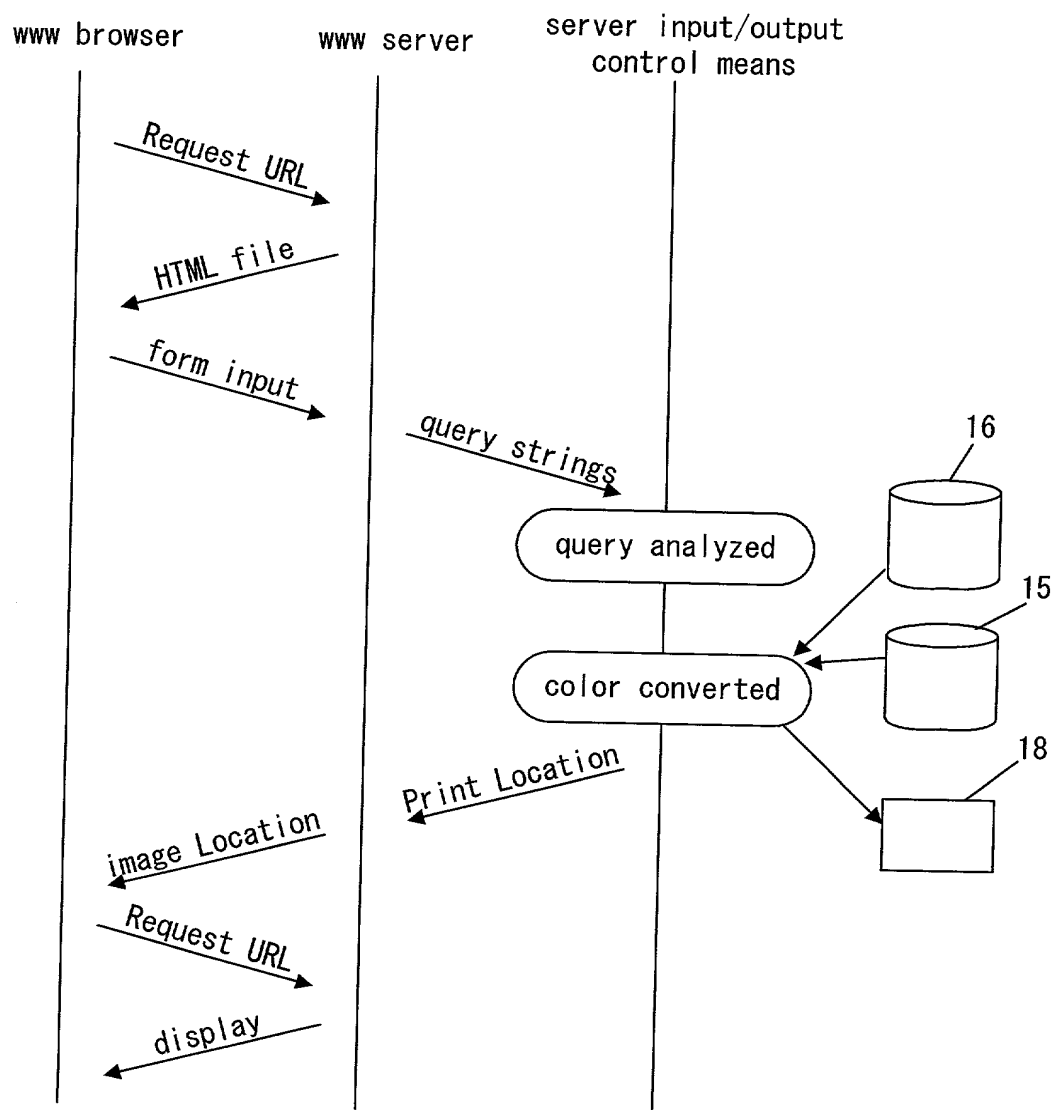 www browser
www server
server input/output
control means
Request URL
HTML file
form input
query strings
16
query analyzed
15
color converted
18
Print Location
image Location
Request URL
display